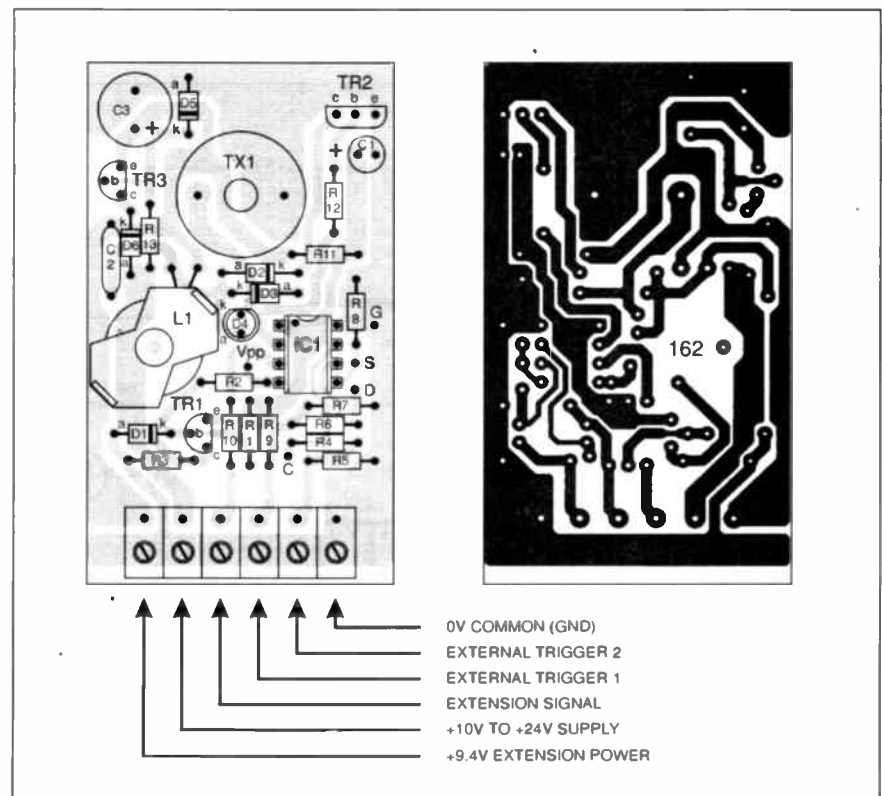 TR2
c b e
a
D5
k
C3
+
TX1
+
C1
R
12
e
b
c
TR3
k
D6
a
R
13
C
2
R11
a D2 k
k D3 a
L1
k
D4
a
IC1
R
8
G
S
D
Vpp
R2
R7
TR1
e
b
c
R
10
R
1
R
9
R6
R4
R5
C
a D1 k
R3
162
0V COMMON (GND)
EXTERNAL TRIGGER 2
EXTERNAL TRIGGER 1
EXTENSION SIGNAL
+10V TO +24V SUPPLY
+9.4V EXTENSION POWER